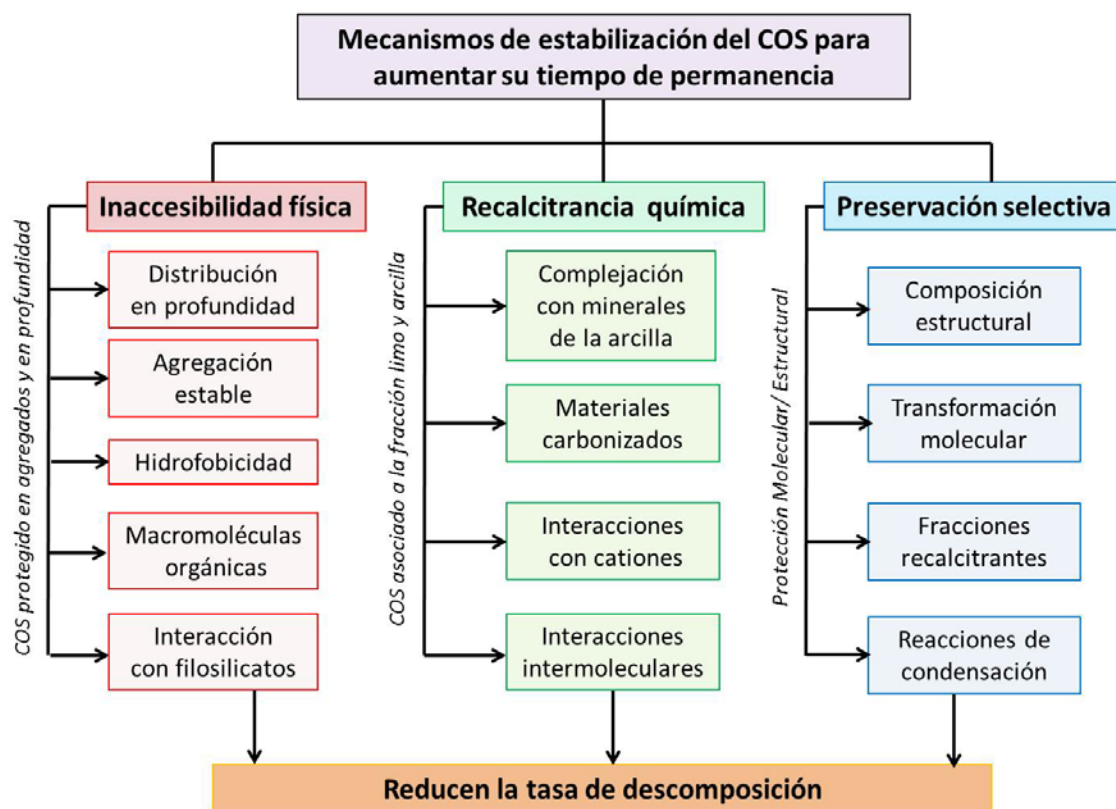 Mecanismos de estabilización del COS para
aumentar su tiempo de permanencia
Inaccesibilidad física
COS protegido en agregados y en profundidad
Distribución
en profundidad
Agregación
estable
Hidrofobicidad
Macromoléculas
orgánicas
Interacción
con filosilicatos
Recalcitrancia química
COS asociado a la fracción limo y arcilla
Complejación
con minerales
de la arcilla
Materiales
carbonizados
Interacciones
con cationes
Interacciones
intermoleculares
Preservación selectiva
Protección Molecular/ Estructural
Composición
estructural
Transformación
molecular
Fracciones
recalcitrantes
Reacciones de
condensación
Reducen la tasa de descomposición